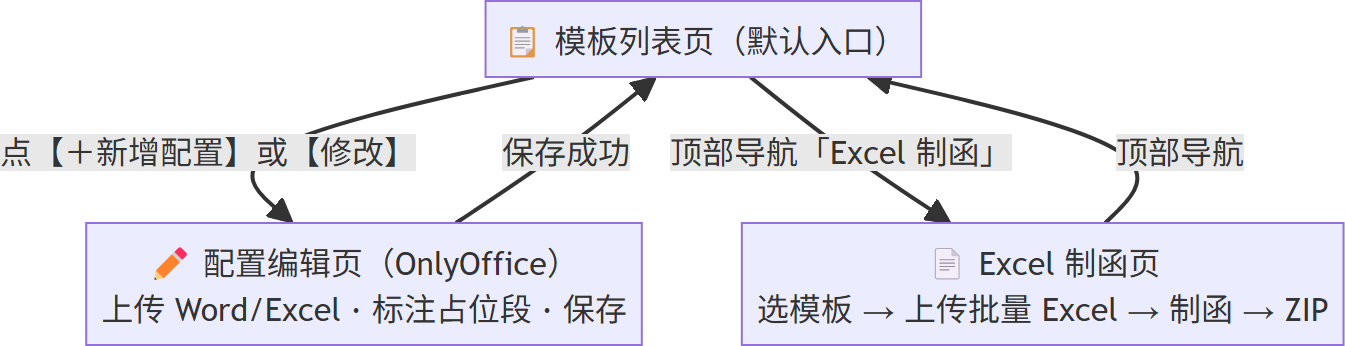 📋 模板列表页（默认入口）
点【＋新增配置】或【修改】
保存成功
顶部导航「Excel 制函」
顶部导航
✏️ 配置编辑页（OnlyOffice）
上传 Word/Excel · 标注占位段 · 保存
📄 Excel 制函页
选模板 → 上传批量 Excel → 制函 → ZIP